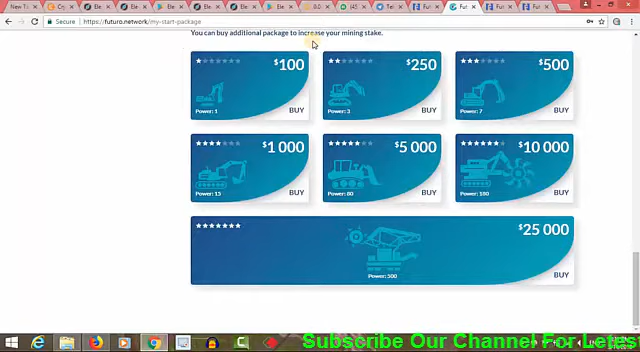 New T
Secure https://futuro.network/my-start-package
You can buy additional package to increase your mining stake.
$100
Power: 1
BUY
$250
Power: 3
BUY
$500
Power: 7
BUY
$1 000
Power: 15
BUY
$5 000
Power: 80
BUY
$10 000
Power: 180
BUY
$25 000
Power: 500
BUY
Subscribe Our Channel For Lates